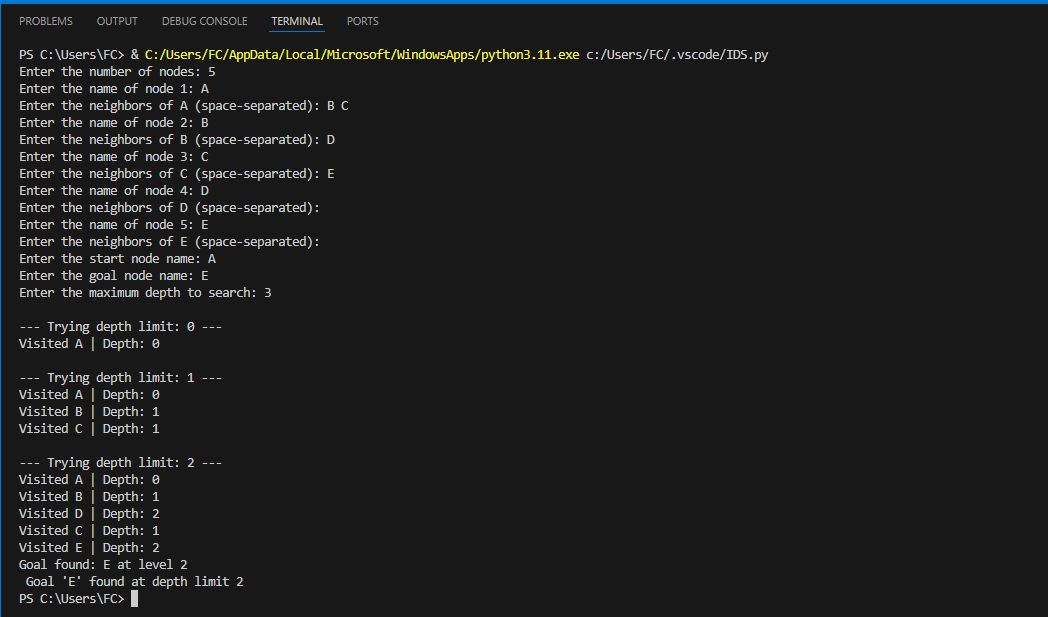 PROBLEMS OUTPUT DEBUG CONSOLE TERMINAL PORTS
PS C:\Users\FC> & C:/Users/FC/AppData/Local/Microsoft/WindowsApps/python3.11.exe c:/Users/FC/.vscode/IDS.py
Enter the number of nodes: 5
Enter the name of node 1: A
Enter the neighbors of A (space-separated): B C
Enter the name of node 2: B
Enter the neighbors of B (space-separated): D
Enter the name of node 3: C
Enter the neighbors of C (space-separated): E
Enter the name of node 4: D
Enter the neighbors of D (space-separated):
Enter the name of node 5: E
Enter the neighbors of E (space-separated):
Enter the start node name: A
Enter the goal node name: E
Enter the maximum depth to search: 3
--- Trying depth limit: 0 ---
Visited A | Depth: 0
--- Trying depth limit: 1 ---
Visited A | Depth: 0
Visited B | Depth: 1
Visited C | Depth: 1
--- Trying depth limit: 2 ---
Visited A | Depth: 0
Visited B | Depth: 1
Visited D | Depth: 2
Visited C | Depth: 1
Visited E | Depth: 2
Goal found: E at level 2
Goal 'E' found at depth limit 2
PS C:\Users\FC>